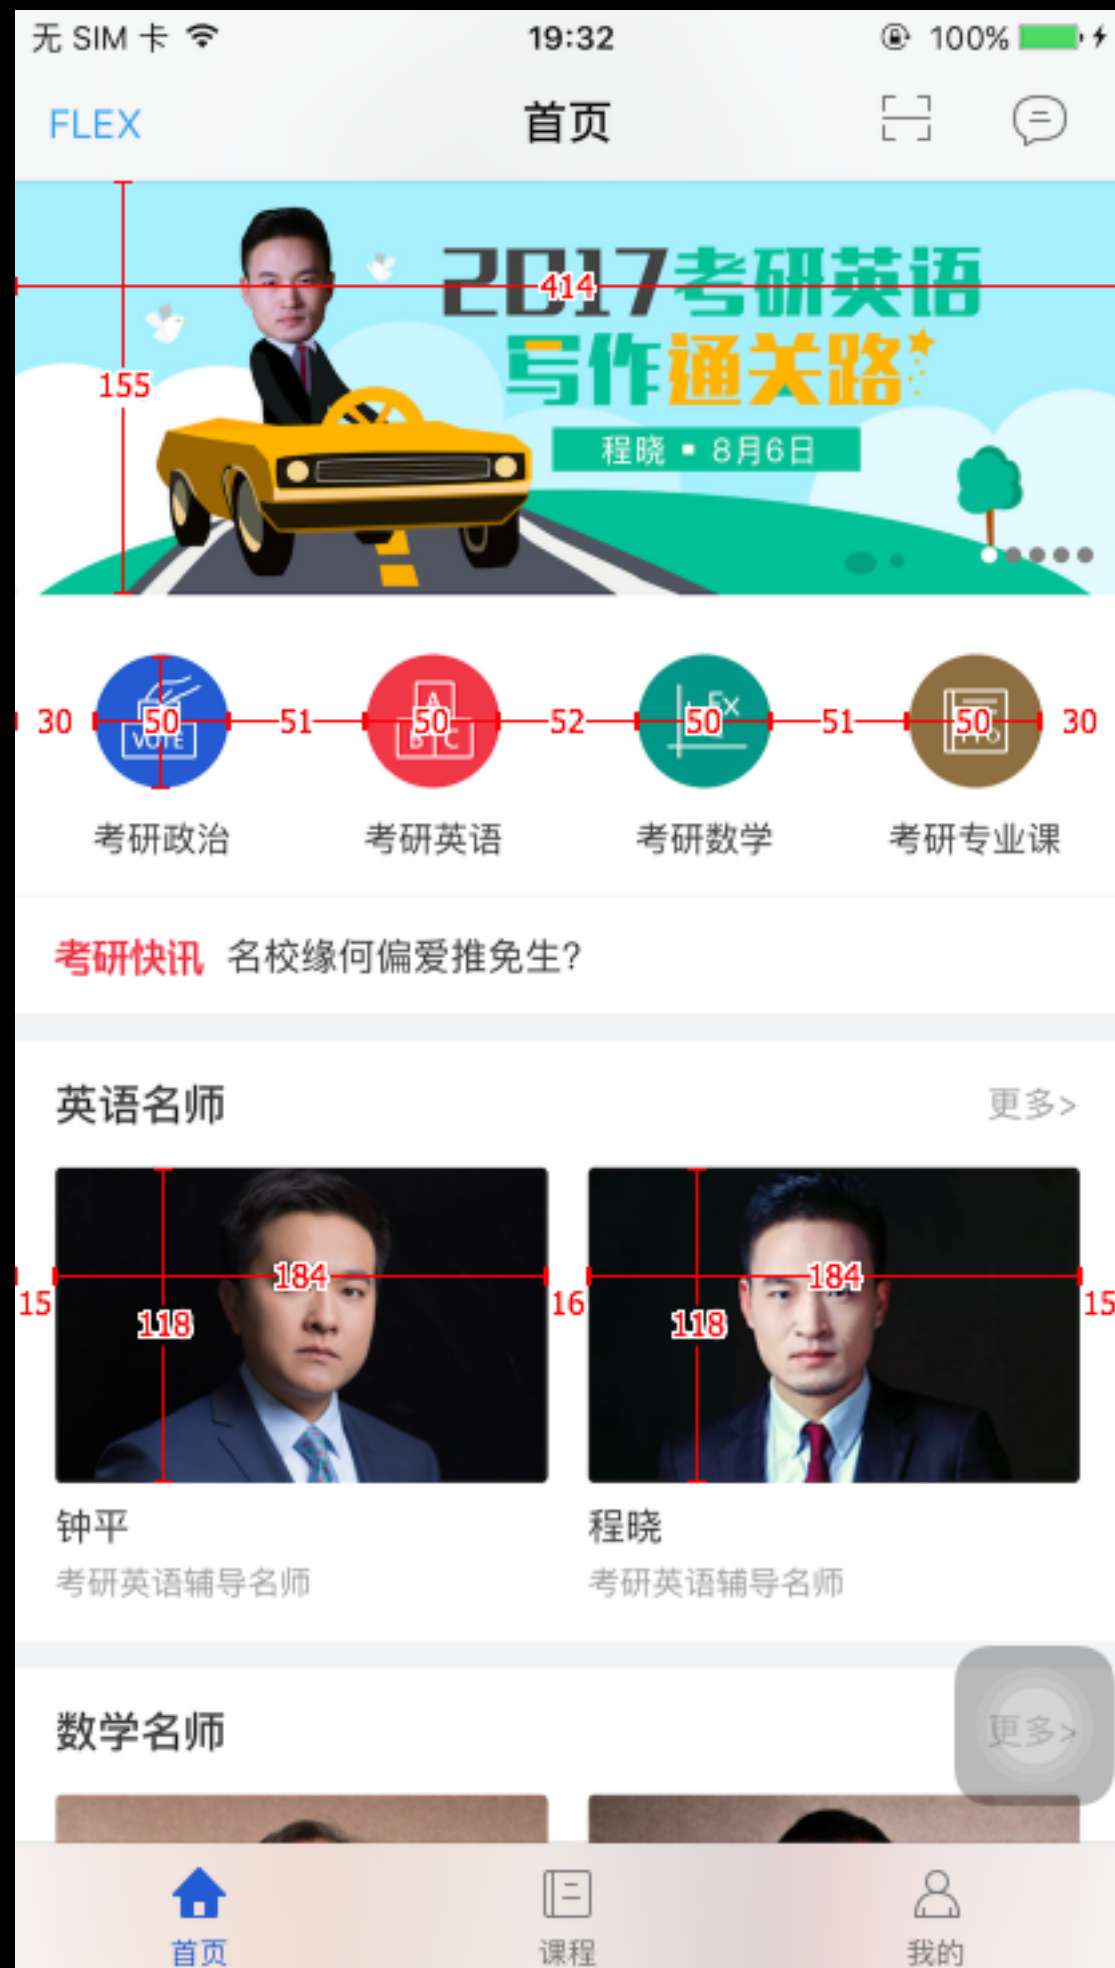 无 SIM 卡 19:32 100%
FLEX 首页
2017考研英语
414
写作通关路
155
程晓 ▪ 8月6日
30 50 51 50 52 50 51 50 30
VOTE A B C
考研政治 考研英语 考研数学 考研专业课
考研快讯 名校缘何偏爱推免生?
英语名师 更多>
184 184
15 118 16 118 15
钟平 程晓
考研英语辅导名师 考研英语辅导名师
数学名师 更多>
首页 课程 我的